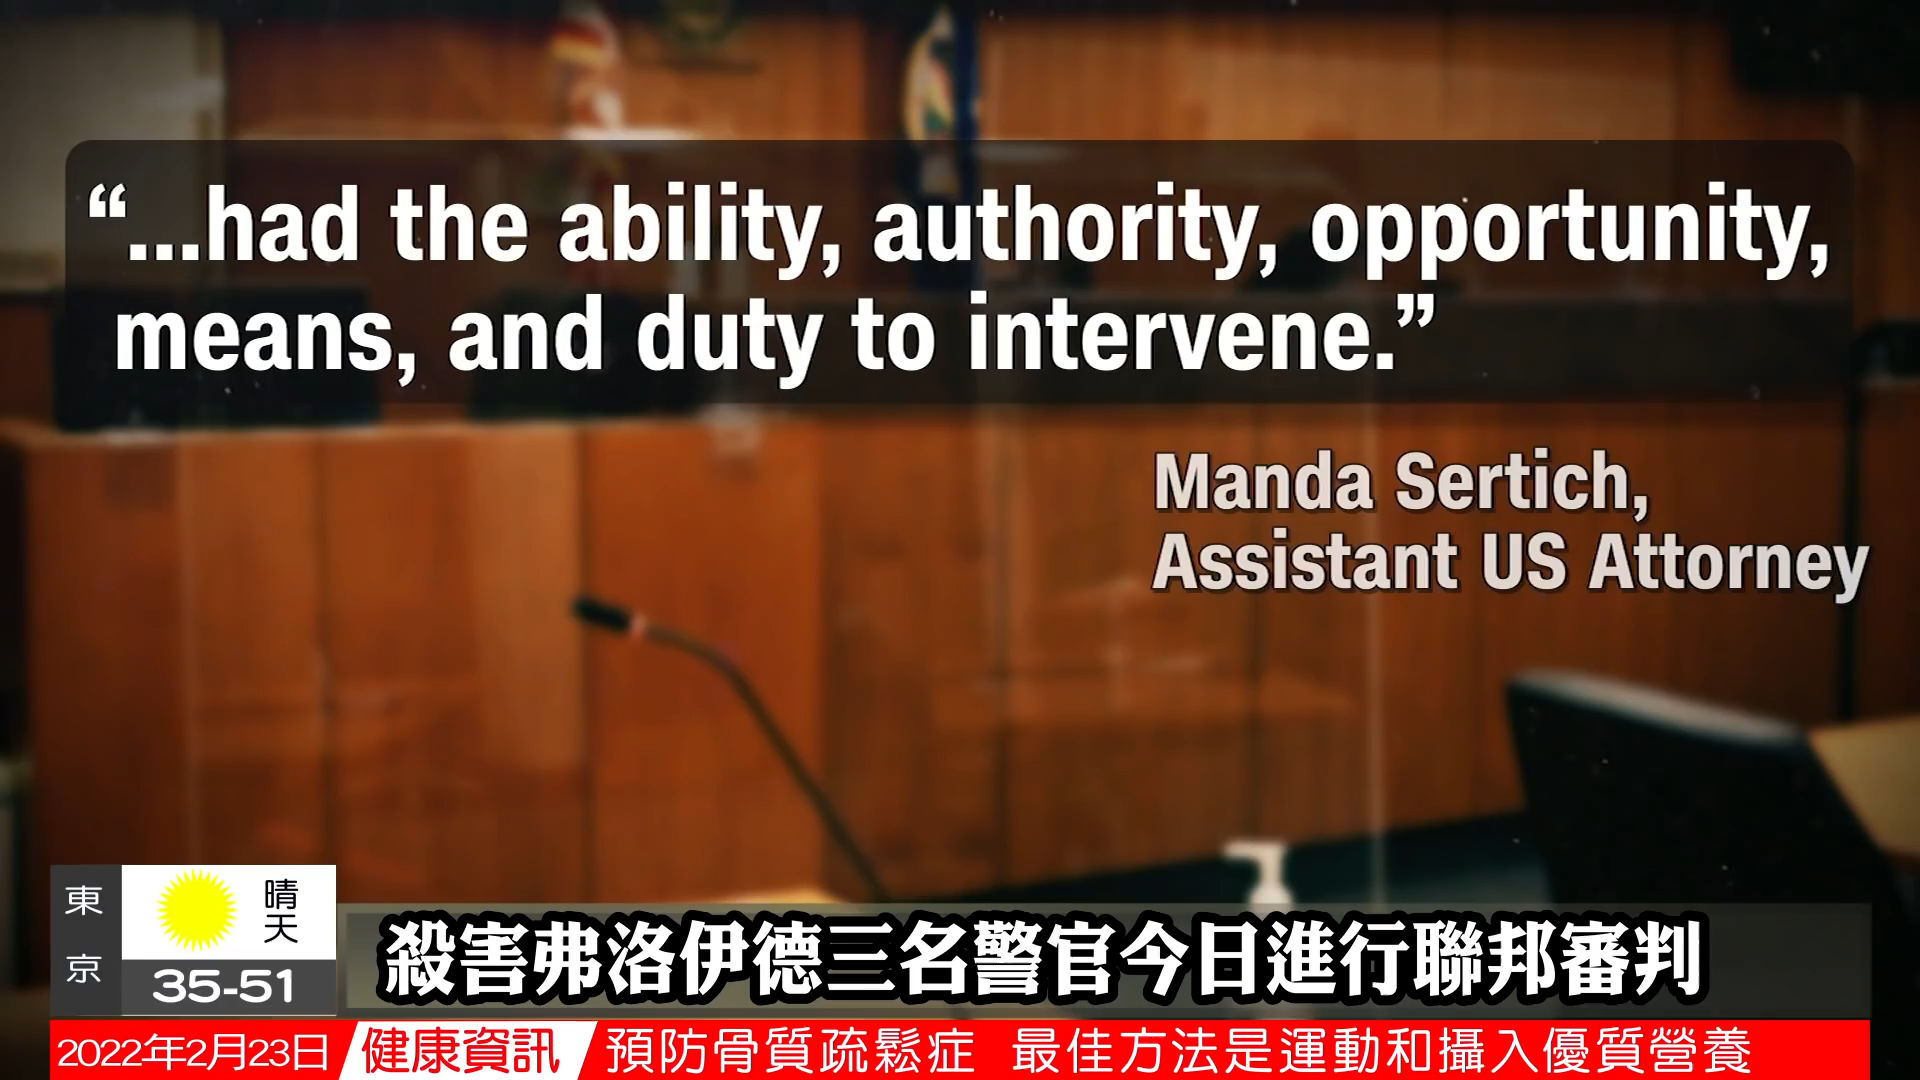 “...had the ability, authority, opportunity,
means, and duty to intervene.”
Manda Sertich,
Assistant US Attorney
東京
晴天
35-51
殺害弗洛伊德三名警官今日進行聯邦審判
2022年2月23日 健康資訊 預防骨質疏鬆症 最佳方法是運動和攝入優質營養